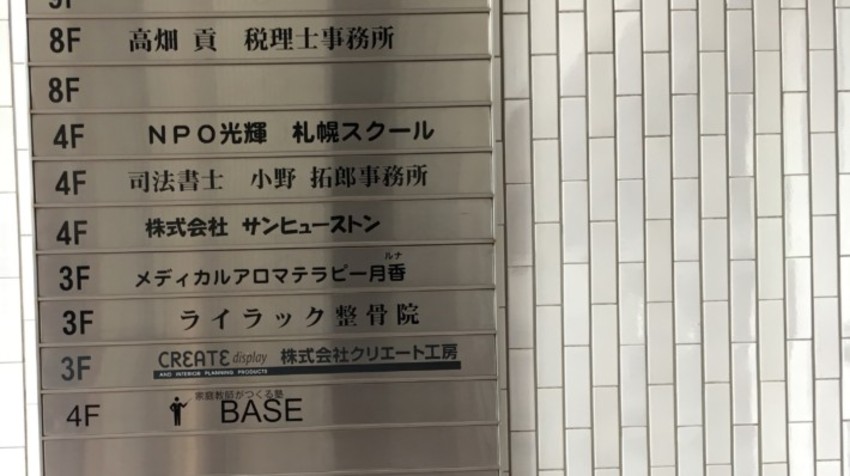 8F 高畑 貢 税理士事務所
8F
4F NPO光輝 札幌スクール
4F 司法書士 小野 拓郎事務所
4F 株式会社 サンヒューストン
ルナ
3F メディカルアロマテラピー月香
3F ライラック整骨院
3F CREATE display 株式会社クリエート工房
AND INTERIOR PLANNING PRODUCTS
家庭教師がつくる塾
4F BASE